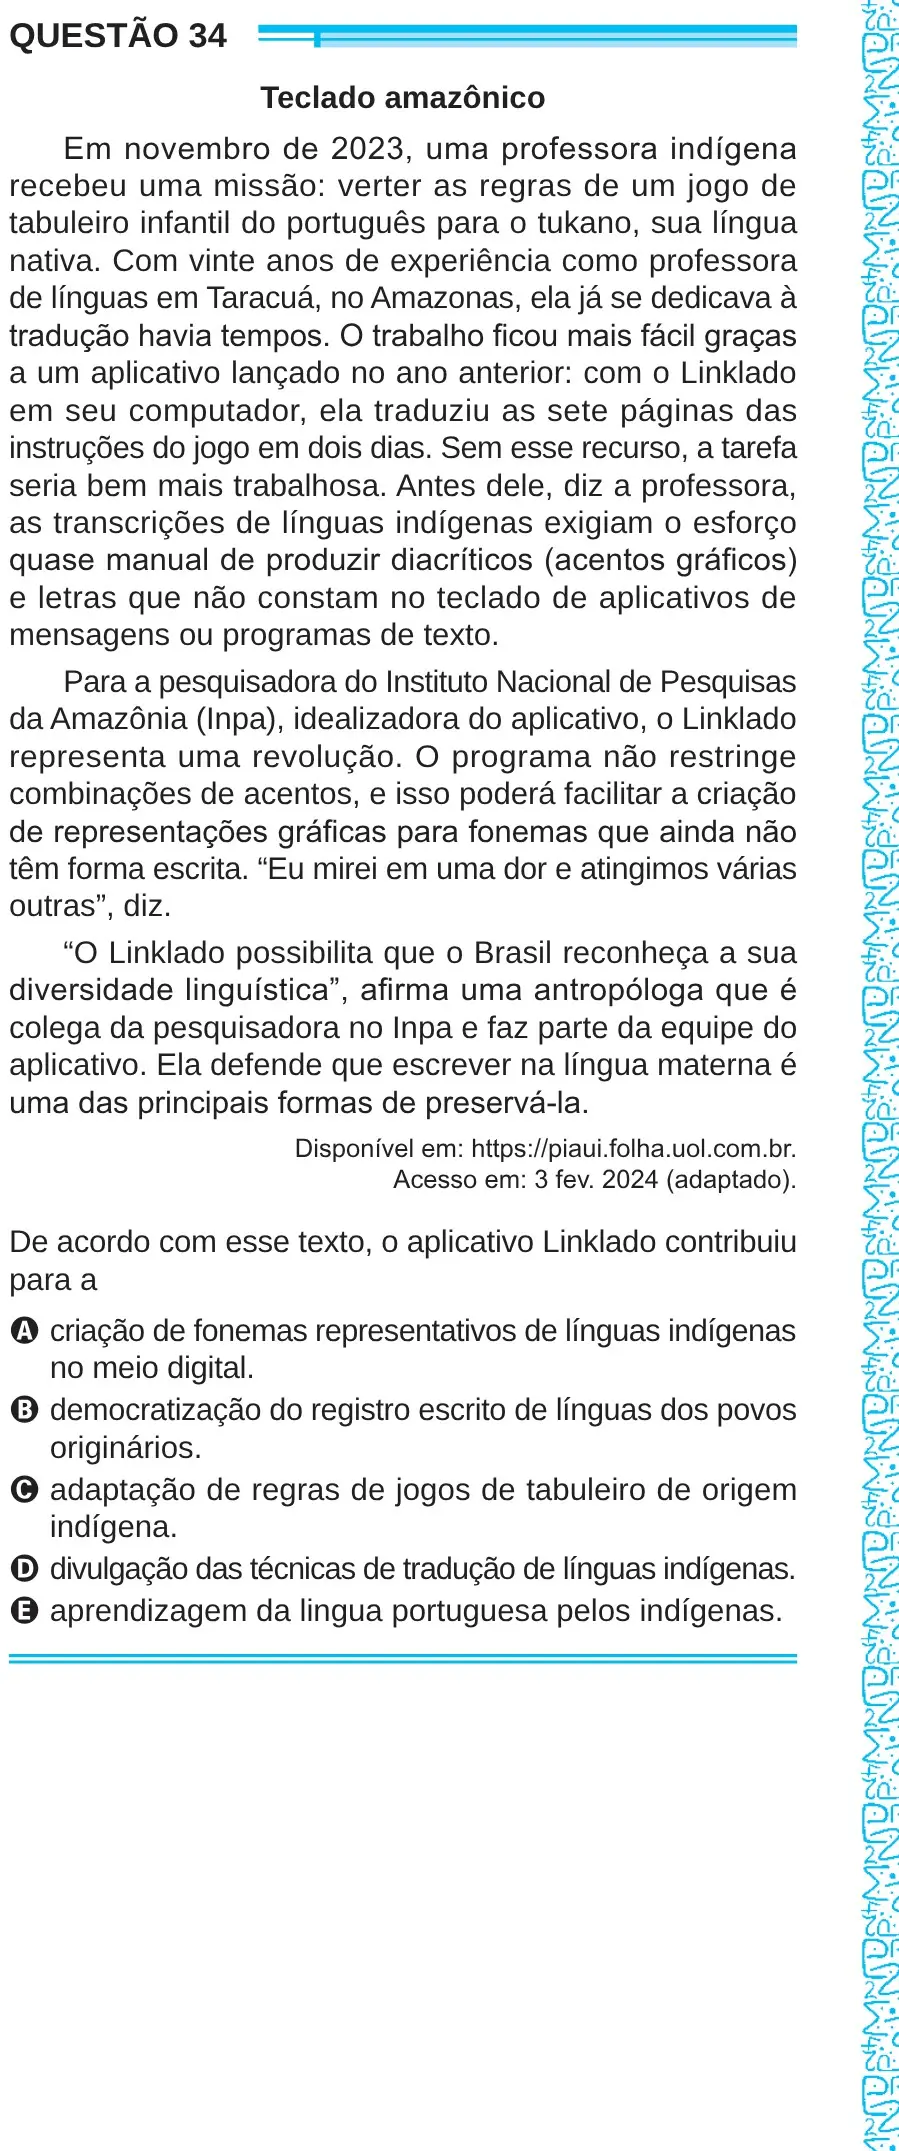 QUESTÃO 34
Teclado amazônico
Em novembro de 2023, uma professora indígena
recebeu uma missão: verter as regras de um jogo de
tabuleiro infantil do português para o tukano, sua língua
nativa. Com vinte anos de experiência como professora
de línguas em Taracuá, no Amazonas, ela já se dedicava à
tradução havia tempos. O trabalho ficou mais fácil graças
a um aplicativo lançado no ano anterior: com o Linklado
em seu computador, ela traduziu as sete páginas das
instruções do jogo em dois dias. Sem esse recurso, a tarefa
seria bem mais trabalhosa. Antes dele, diz a professora,
as transcrições de línguas indígenas exigiam o esforço
quase manual de produzir diacríticos (acentos gráficos)
e letras que não constam no teclado de aplicativos de
mensagens ou programas de texto.
Para a pesquisadora do Instituto Nacional de Pesquisas
da Amazônia (Inpa), idealizadora do aplicativo, o Linklado
representa uma revolução. O programa não restringe
combinações de acentos, e isso poderá facilitar a criação
de representações gráficas para fonemas que ainda não
têm forma escrita. “Eu mirei em uma dor e atingimos várias
outras”, diz.
“O Linklado possibilita que o Brasil reconheça a sua
diversidade linguística”, afirma uma antropóloga que é
colega da pesquisadora no Inpa e faz parte da equipe do
aplicativo. Ela defende que escrever na língua materna é
uma das principais formas de preservá-la.
Disponível em: https://piaui.folha.uol.com.br.
Acesso em: 3 fev. 2024 (adaptado).
De acordo com esse texto, o aplicativo Linklado contribuiu
para a
A criação de fonemas representativos de línguas indígenas
no meio digital.
B democratização do registro escrito de línguas dos povos
originários.
C adaptação de regras de jogos de tabuleiro de origem
indígena.
D divulgação das técnicas de tradução de línguas indígenas.
E aprendizagem da lingua portuguesa pelos indígenas.